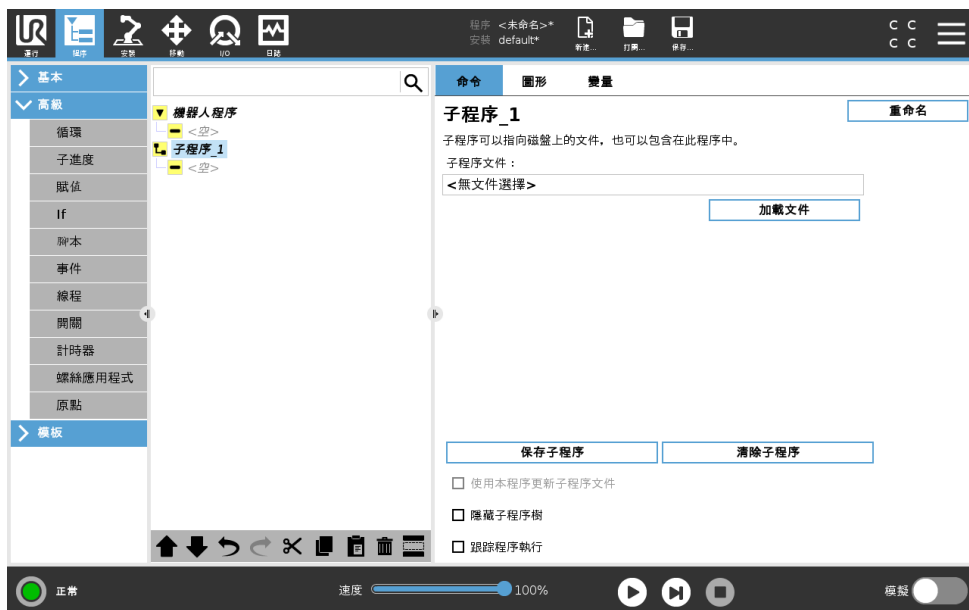 程序 <未命名>*
安裝 default*
運行
程序
安裝
移動
I/O
日誌
新建...
打開...
保存...
C C
C C
基本
高級
循環
子進度
賦值
If
腳本
事件
線程
開關
計時器
螺絲應用程式
原點
模板
機器人程序
<空>
子程序_1
<空>
命令
圖形
變量
子程序_1
重命名
子程序可以指向磁盤上的文件，也可以包含在此程序中。
子程序文件：
<無文件選擇>
加載文件
保存子程序
清除子程序
使用本程序更新子程序文件
隱藏子程序樹
跟踪程序執行
正常
速度
100%
模擬